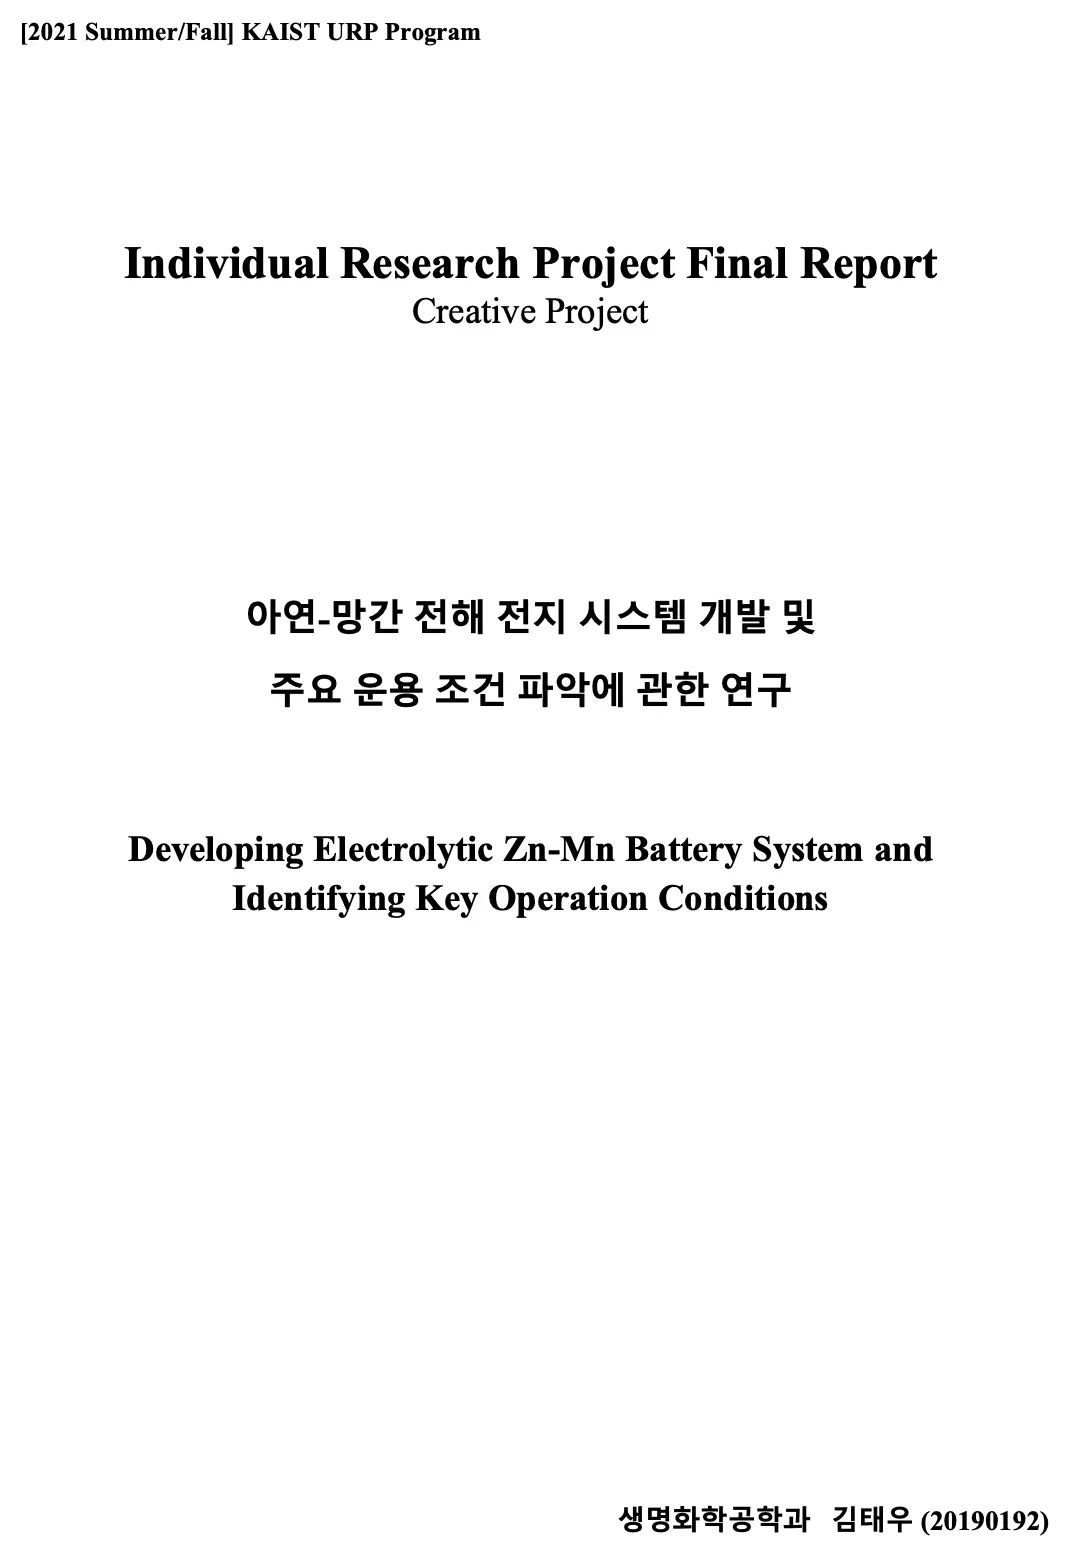 [2021 Summer/Fall] KAIST URP Program
Individual Research Project Final Report
Creative Project
아연-망간 전해 전지 시스템 개발 및
주요 운용 조건 파악에 관한 연구
Developing Electrolytic Zn-Mn Battery System and
Identifying Key Operation Conditions
생명화학공학과 김태우 (20190192)